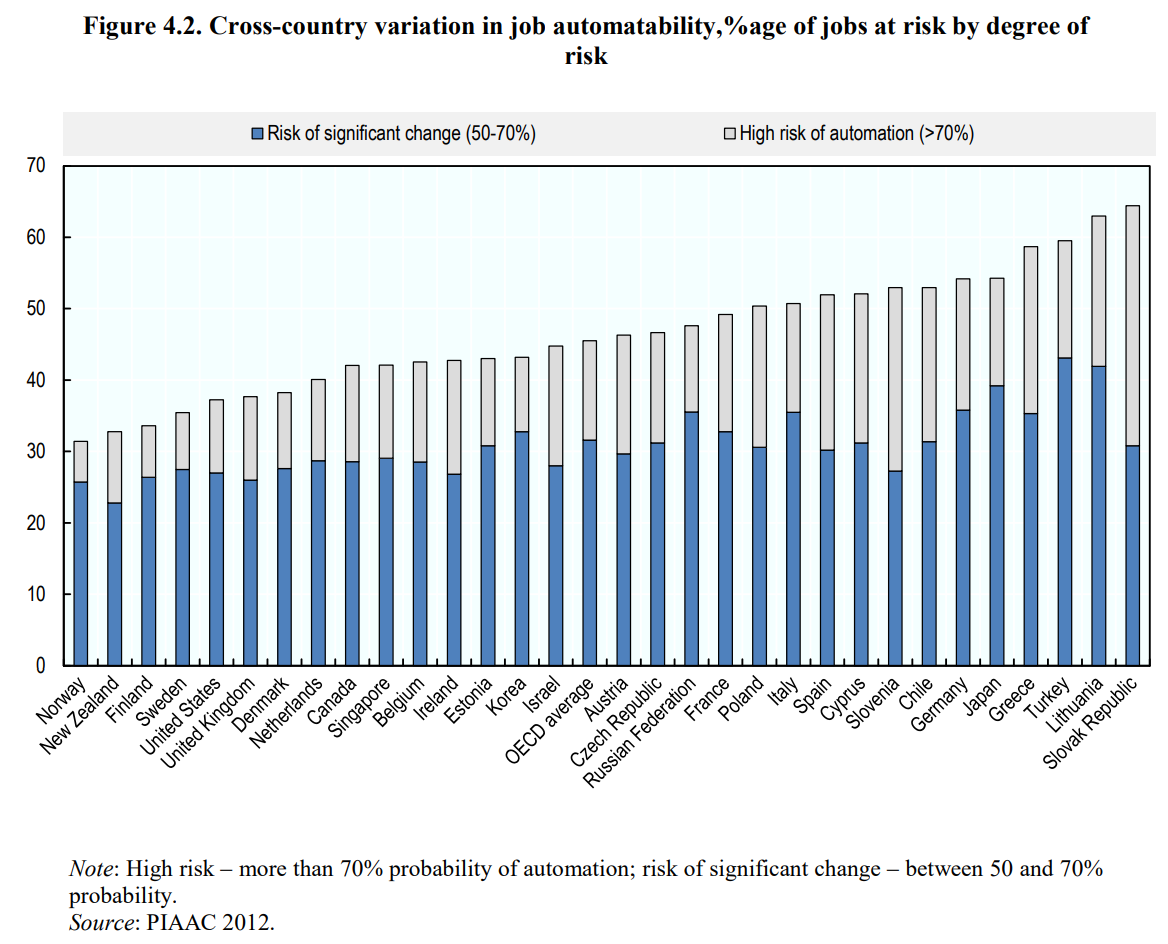 Figure 4.2. Cross-country variation in job automatability,%age of jobs at risk by degree of
risk
Risk of significant change (50-70%)
High risk of automation (>70%)
70
60
50
40
30
20
10
0
Norway
New Zealand
Finland
Sweden
United States
United Kingdom
Denmark
Netherlands
Canada
Singapore
Belgium
Ireland
Estonia
Korea
Israel
OECD average
Austria
Czech Republic
Russian Federation
France
Poland
Italy
Spain
Cyprus
Slovenia
Chile
Germany
Japan
Greece
Turkey
Lithuania
Slovak Republic
Note: High risk – more than 70% probability of automation; risk of significant change – between 50 and 70%
probability.
Source: PIAAC 2012.